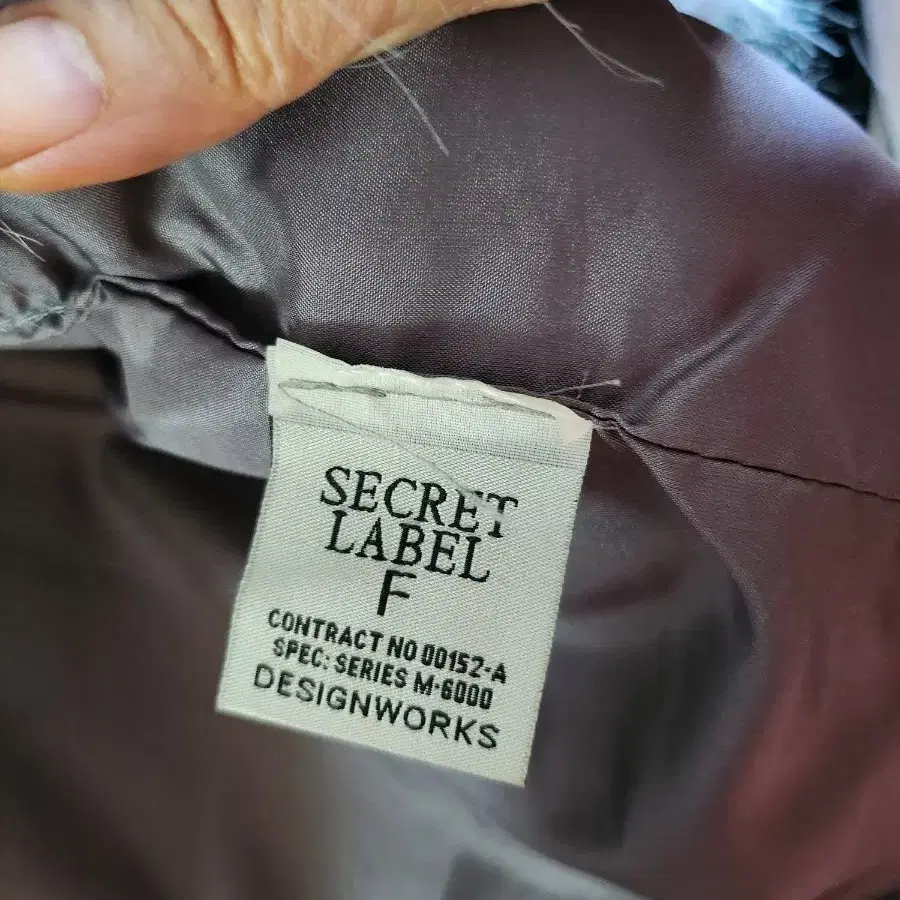 SECRET
LABEL
F
CONTRACT NO 00152-A
SPEC: SERIES M-6000
DESIGNWORKS